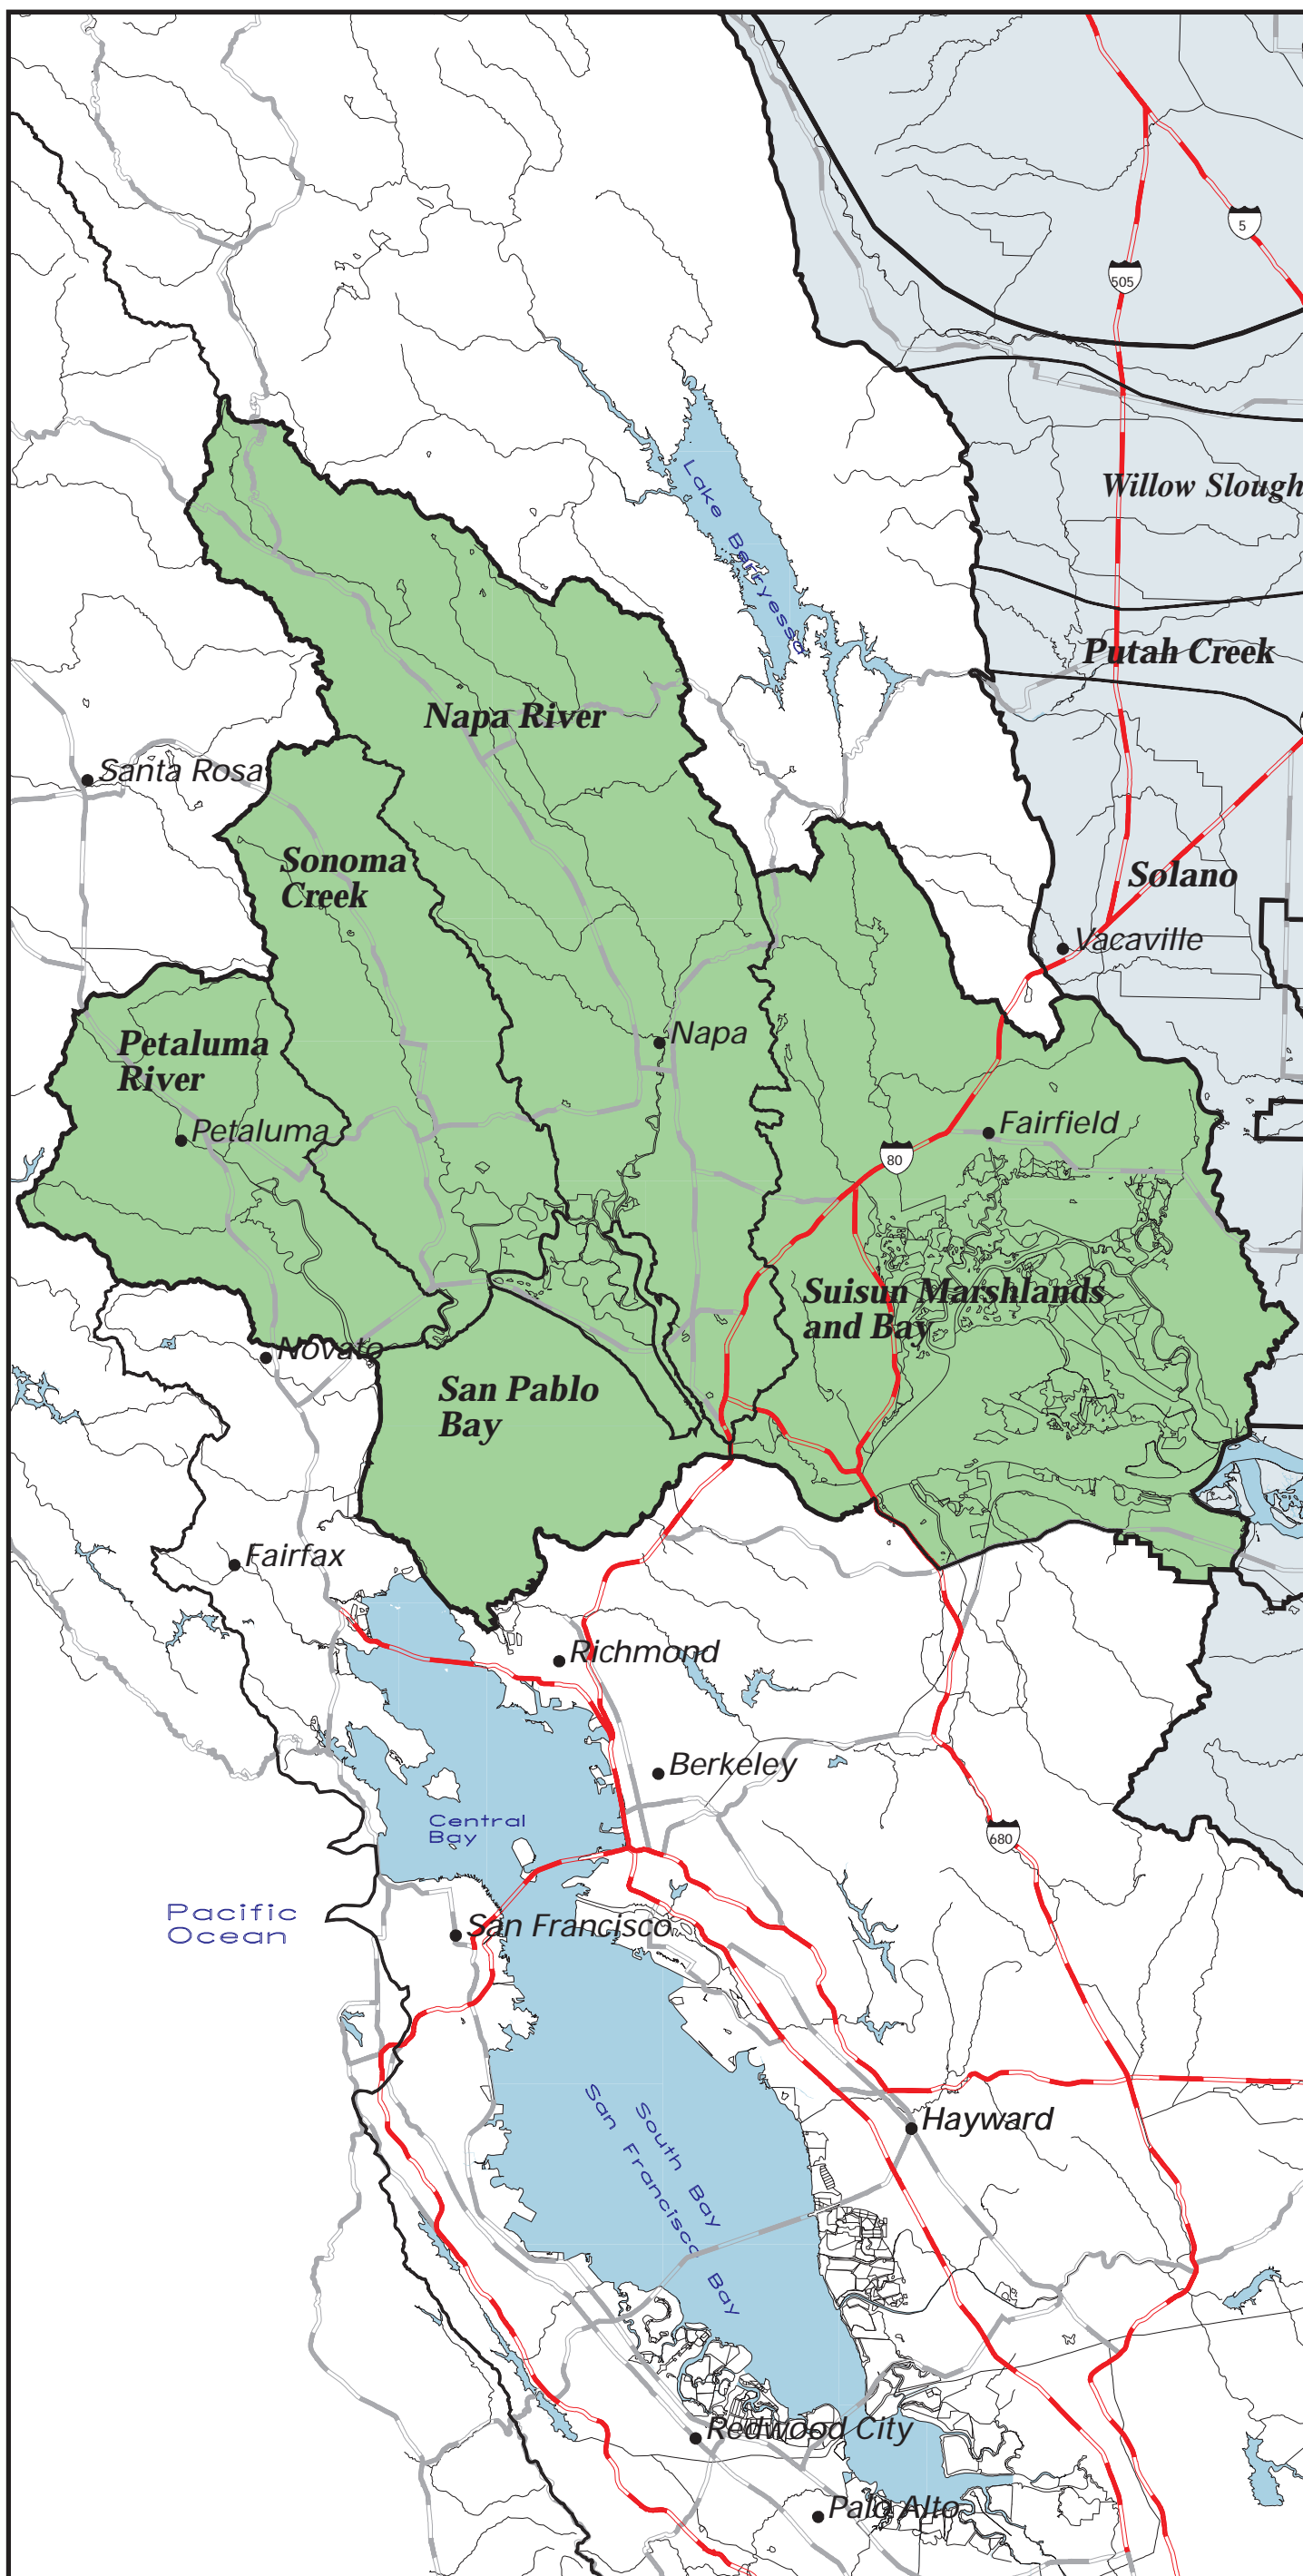 5
505
Lake Berryessa
Willow Slough
Putah Creek
Napa River
Santa Rosa
Sonoma
Creek
Solano
Vacaville
Napa
Petaluma
River
Petaluma
Fairfield
80
Suisun Marshlands
and Bay
Novato
San Pablo
Bay
Fairfax
Richmond
Berkeley
Central
Bay
680
Pacific
Ocean
San Francisco
South Bay
San Francisco Bay
Hayward
Redwood City
Palo Alto